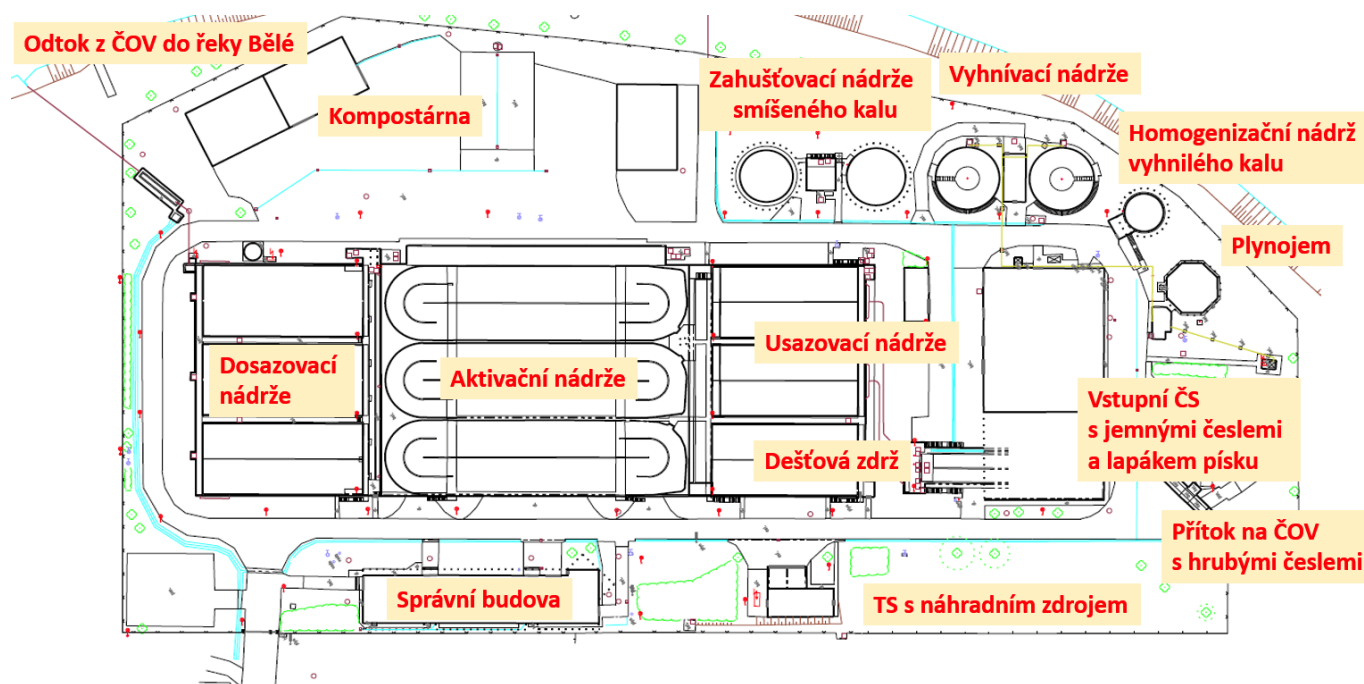 Odtok z ČOV do řeky Bělé
Kompostárna
Zahušťovací nádrže
smíšeného kalu
Vyhnívací nádrže
Homogenizační nádrž
vyhnilého kalu
Plynojem
Dosazovací
nádrže
Aktivační nádrže
Usazovací nádrže
Dešťová zdrž
Vstupní ČS
s jemnými česlemi
a lapákem písku
Přítok na ČOV
s hrubými česlemi
Správní budova
TS s náhradním zdrojem